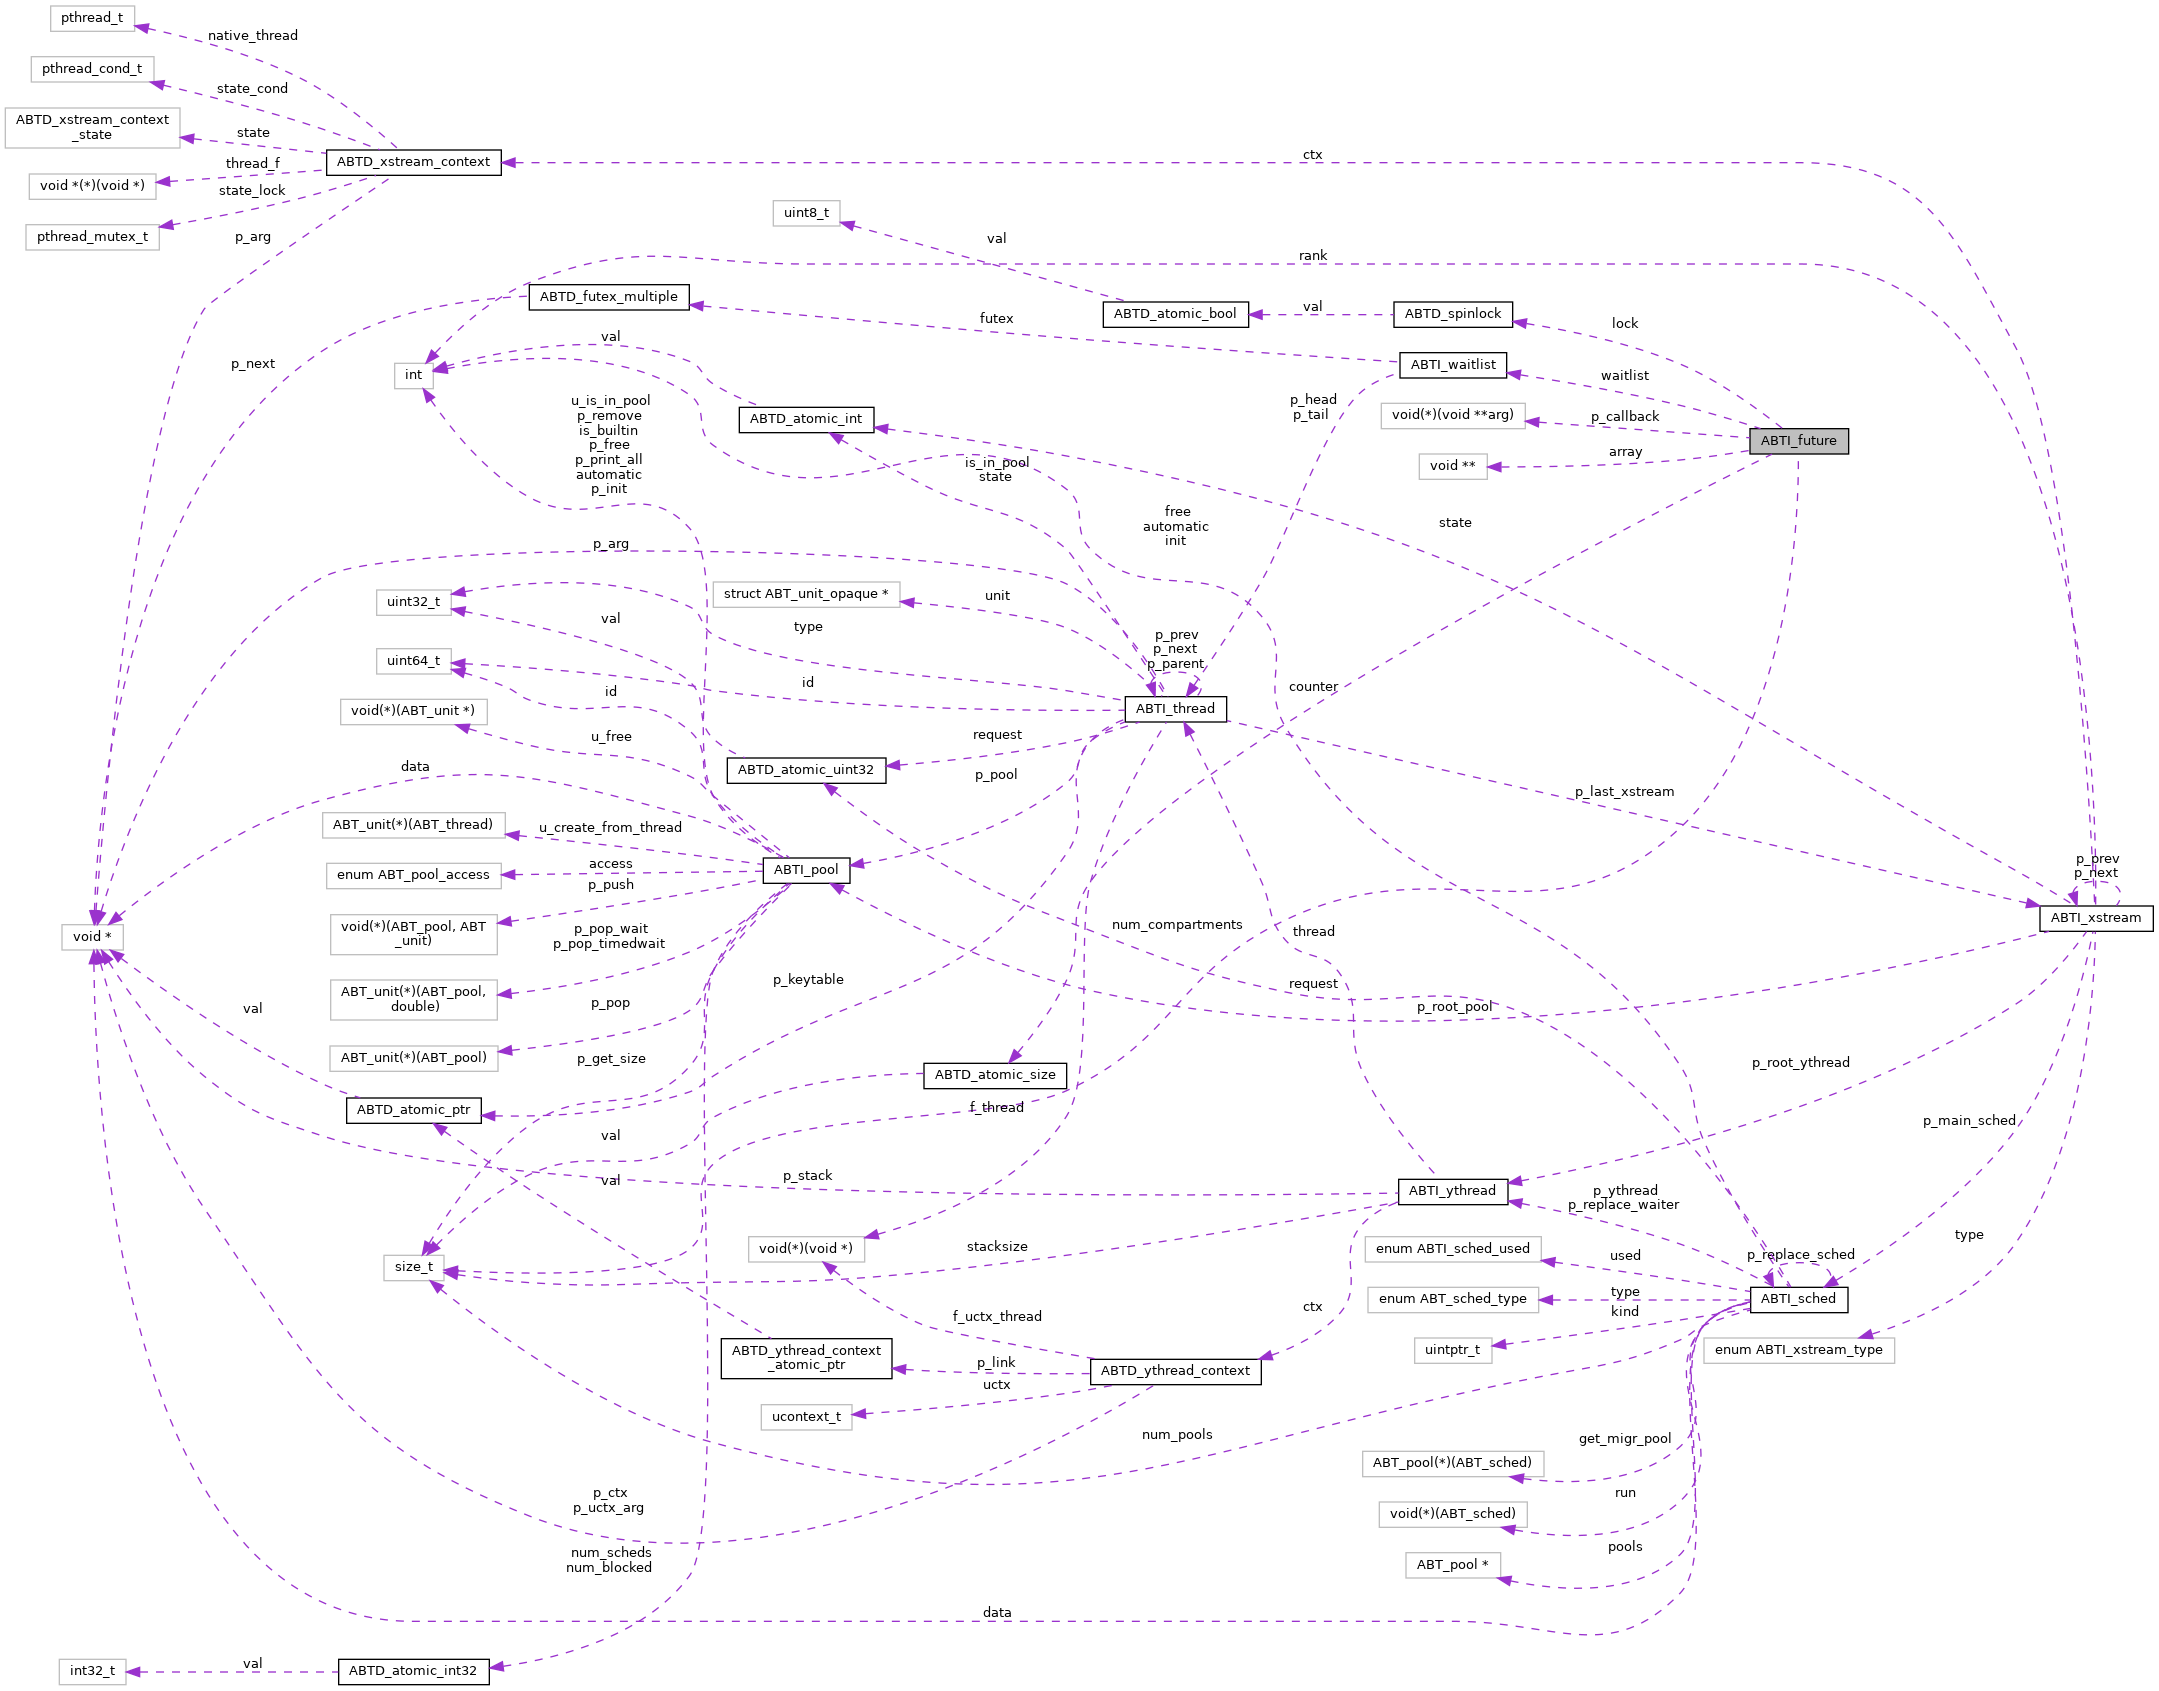 pthread_t
native_thread
pthread_cond_t
state_cond
ABTD_xstream_context
_state
state
ABTD_xstream_context
ctx
thread_f
void *(*)(void *)
state_lock
pthread_mutex_t
p_arg
uint8_t
val
rank
ABTD_futex_multiple
futex
ABTD_atomic_bool
val
ABTD_spinlock
lock
p_next
val
int
ABTI_waitlist
waitlist
u_is_in_pool
p_remove
is_builtin
p_free
p_print_all
automatic
p_init
ABTD_atomic_int
p_head
p_tail
void(*)(void **arg)
p_callback
ABTI_future
is_in_pool
state
void **
array
free
automatic
init
state
p_arg
uint32_t
struct ABT_unit_opaque *
unit
val
type
p_prev
p_next
p_parent
uint64_t
id
id
counter
void(*)(ABT_unit *)
ABTI_thread
u_free
request
data
ABTD_atomic_uint32
p_pool
p_last_xstream
ABT_unit(*)(ABT_thread)
u_create_from_thread
enum ABT_pool_access
access
ABTI_pool
p_prev
p_next
p_push
void(*)(ABT_pool, ABT
_unit)
void *
p_pop_wait
p_pop_timedwait
num_compartments
thread
ABTI_xstream
ABT_unit(*)(ABT_pool,
double)
p_keytable
request
val
p_pop
p_root_pool
ABT_unit(*)(ABT_pool)
p_get_size
ABTD_atomic_size
p_root_ythread
ABTD_atomic_ptr
f_thread
p_main_sched
val
val
p_stack
ABTI_ythread
p_ythread
p_replace_waiter
void(*)(void *)
stacksize
enum ABTI_sched_used
used
p_replace_sched
type
size_t
enum ABT_sched_type
type
ABTI_sched
ctx
kind
f_uctx_thread
uintptr_t
enum ABTI_xstream_type
ABTD_ythread_context
_atomic_ptr
p_link
ABTD_ythread_context
uctx
ucontext_t
num_pools
get_migr_pool
ABT_pool(*)(ABT_sched)
p_ctx
p_uctx_arg
run
void(*)(ABT_sched)
num_scheds
num_blocked
pools
ABT_pool *
data
int32_t
val
ABTD_atomic_int32